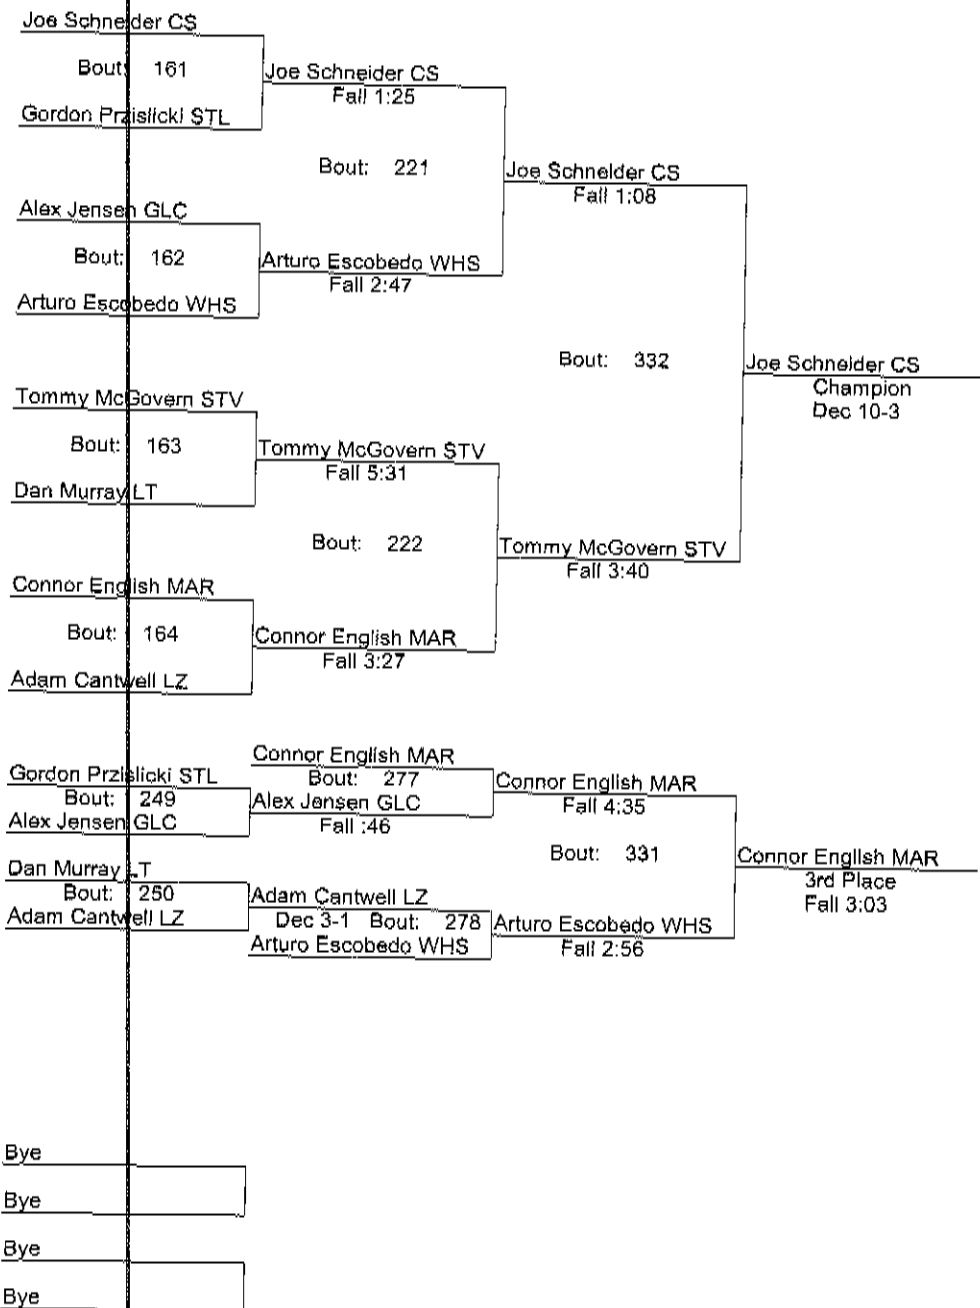 Joe Schneider CS
Bout: 161
Joe Schneider CS
Fall 1:25
Gordon Przislicki STL
Bout: 221
Joe Schneider CS
Fall 1:08
Alex Jensen GLC
Bout: 162
Arturo Escobedo WHS
Fall 2:47
Arturo Escobedo WHS
Bout: 332
Joe Schneider CS
Champion
Dec 10-3
Tommy McGovern STV
Bout: 163
Tommy McGovern STV
Fall 5:31
Dan Murray LT
Bout: 222
Tommy McGovern STV
Fall 3:40
Connor English MAR
Bout: 164
Connor English MAR
Fall 3:27
Adam Cantwell LZ
Connor English MAR
Gordon Przislicki STL
Bout: 277
Connor English MAR
Bout: 249
Alex Jensen GLC
Fall 4:35
Alex Jensen GLC
Fall :46
Bout: 331
Connor English MAR
3rd Place
Fall 3:03
Dan Murray LT
Bout: 250
Adam Cantwell LZ
Adam Cantwell LZ
Dec 3-1 Bout: 278
Arturo Escobedo WHS
Fall 2:56
Arturo Escobedo WHS
Bye
Bye
Bye
Bye